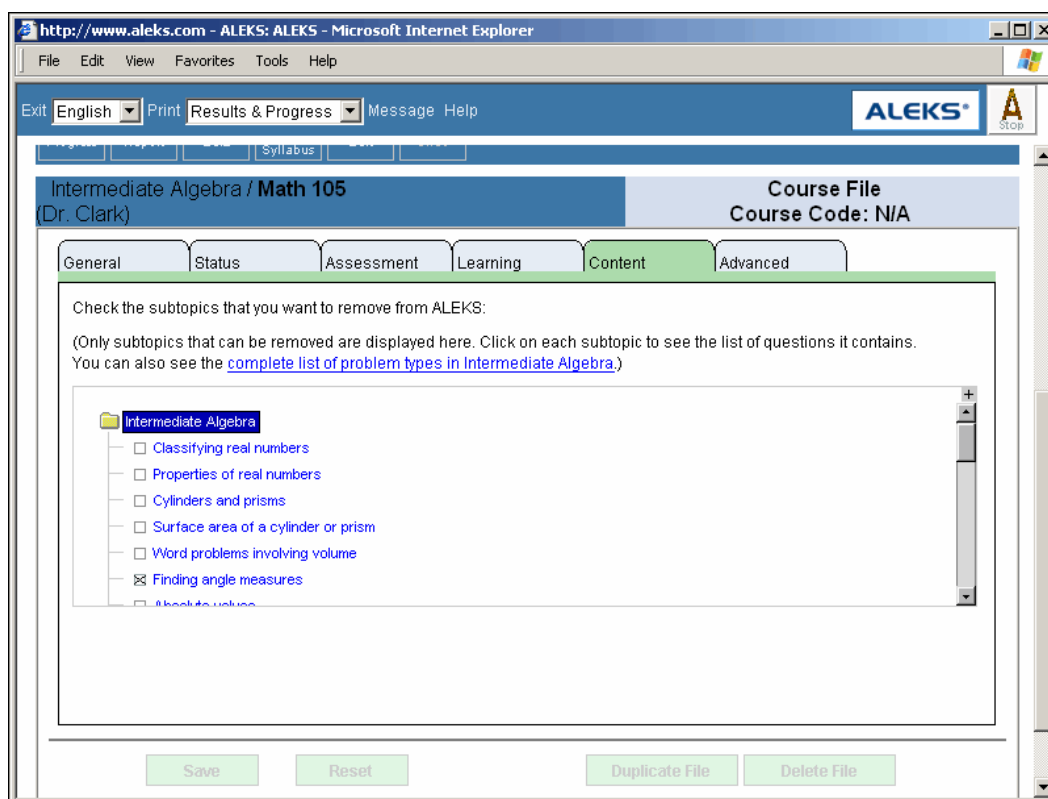 http://www.aleks.com - ALEKS: ALEKS - Microsoft Internet Explorer
File Edit View Favorites Tools Help
Exit English Print Results & Progress Message Help ALEKS Stop
Syllabus
Intermediate Algebra / Math 105
(Dr. Clark)
Course File
Course Code: N/A
General Status Assessment Learning Content Advanced
Check the subtopics that you want to remove from ALEKS:
(Only subtopics that can be removed are displayed here. Click on each subtopic to see the list of questions it contains.
You can also see the complete list of problem types in Intermediate Algebra.)
Intermediate Algebra
Classifying real numbers
Properties of real numbers
Cylinders and prisms
Surface area of a cylinder or prism
Word problems involving volume
Finding angle measures
Absolute values
Save Reset Duplicate File Delete File